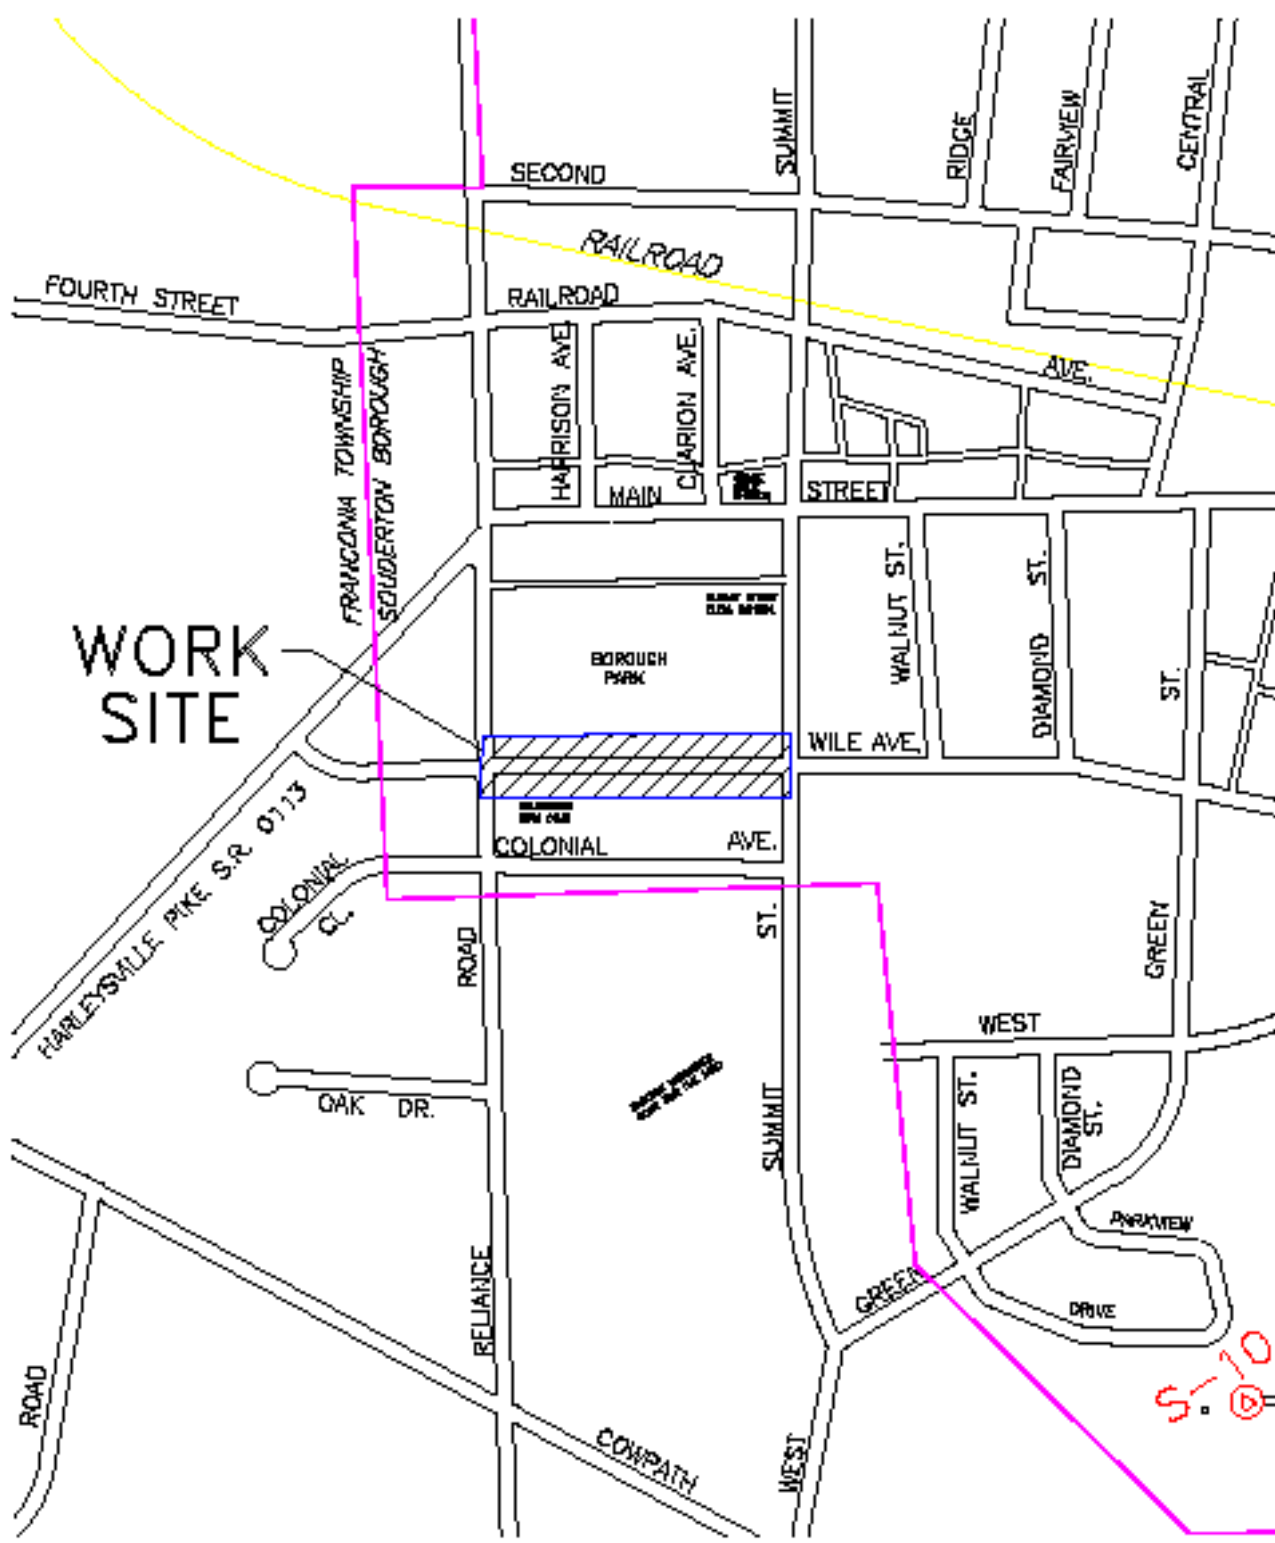 SUMMIT
RIDGE
FAIRVIEW
CENTRAL
SECOND
RAILROAD
FOURTH STREET
RAILROAD
AVE.
FRANCONIA TOWNSHIP
SOUDERTON BOROUGH
HARRISON AVE.
CLARION AVE.
MAIN
STREET
WALNUT ST.
DIAMOND ST.
ST.
BOROUGH
PARK
WORK
SITE
WILE AVE.
HARLEYSVILLE PIKE S.R. 0113
COLONIAL
CL.
COLONIAL
AVE.
ROAD
ST.
GREEN
WEST
OAK DR.
SUMMIT
WALNUT ST.
DIAMOND
ST.
PARKVIEW
DRIVE
GREEN
RELIANCE
ROAD
COWPATH
WEST
S-10